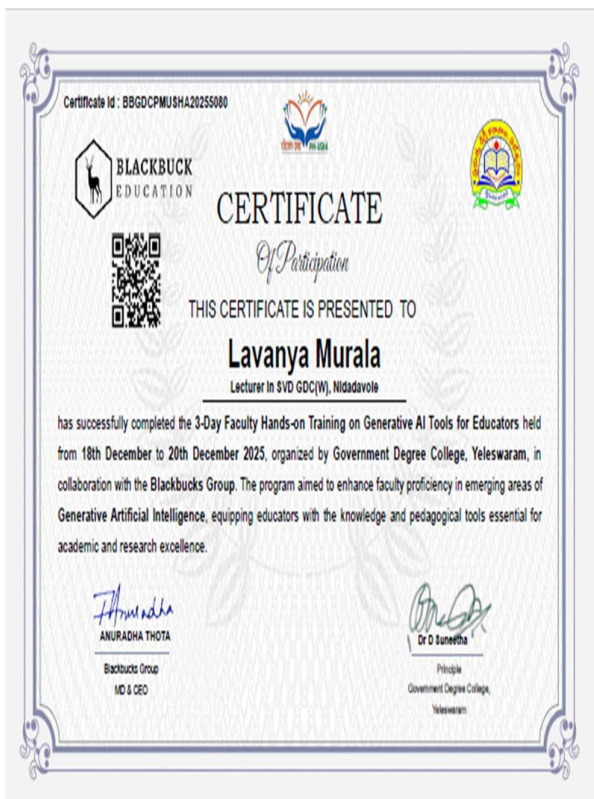 Certificate Id : BBGDCPMUSHA20255080
BLACKBUCK
EDUCATION
CERTIFICATE
Of Participation
THIS CERTIFICATE IS PRESENTED TO
Lavanya Murala
Lecturer in SVD GDC(W), Nidadavole
has successfully completed the 3-Day Faculty Hands-on Training on Generative AI Tools for Educators held
from 18th December to 20th December 2025, organized by Government Degree College, Yeleswaram, in
collaboration with the Blackbucks Group. The program aimed to enhance faculty proficiency in emerging areas of
Generative Artificial Intelligence, equipping educators with the knowledge and pedagogical tools essential for
academic and research excellence.
ANURADHA THOTA
Blackbucks Group
MD & CEO
Dr D Suneetha
Principle
Government Degree College,
Yeleswaram